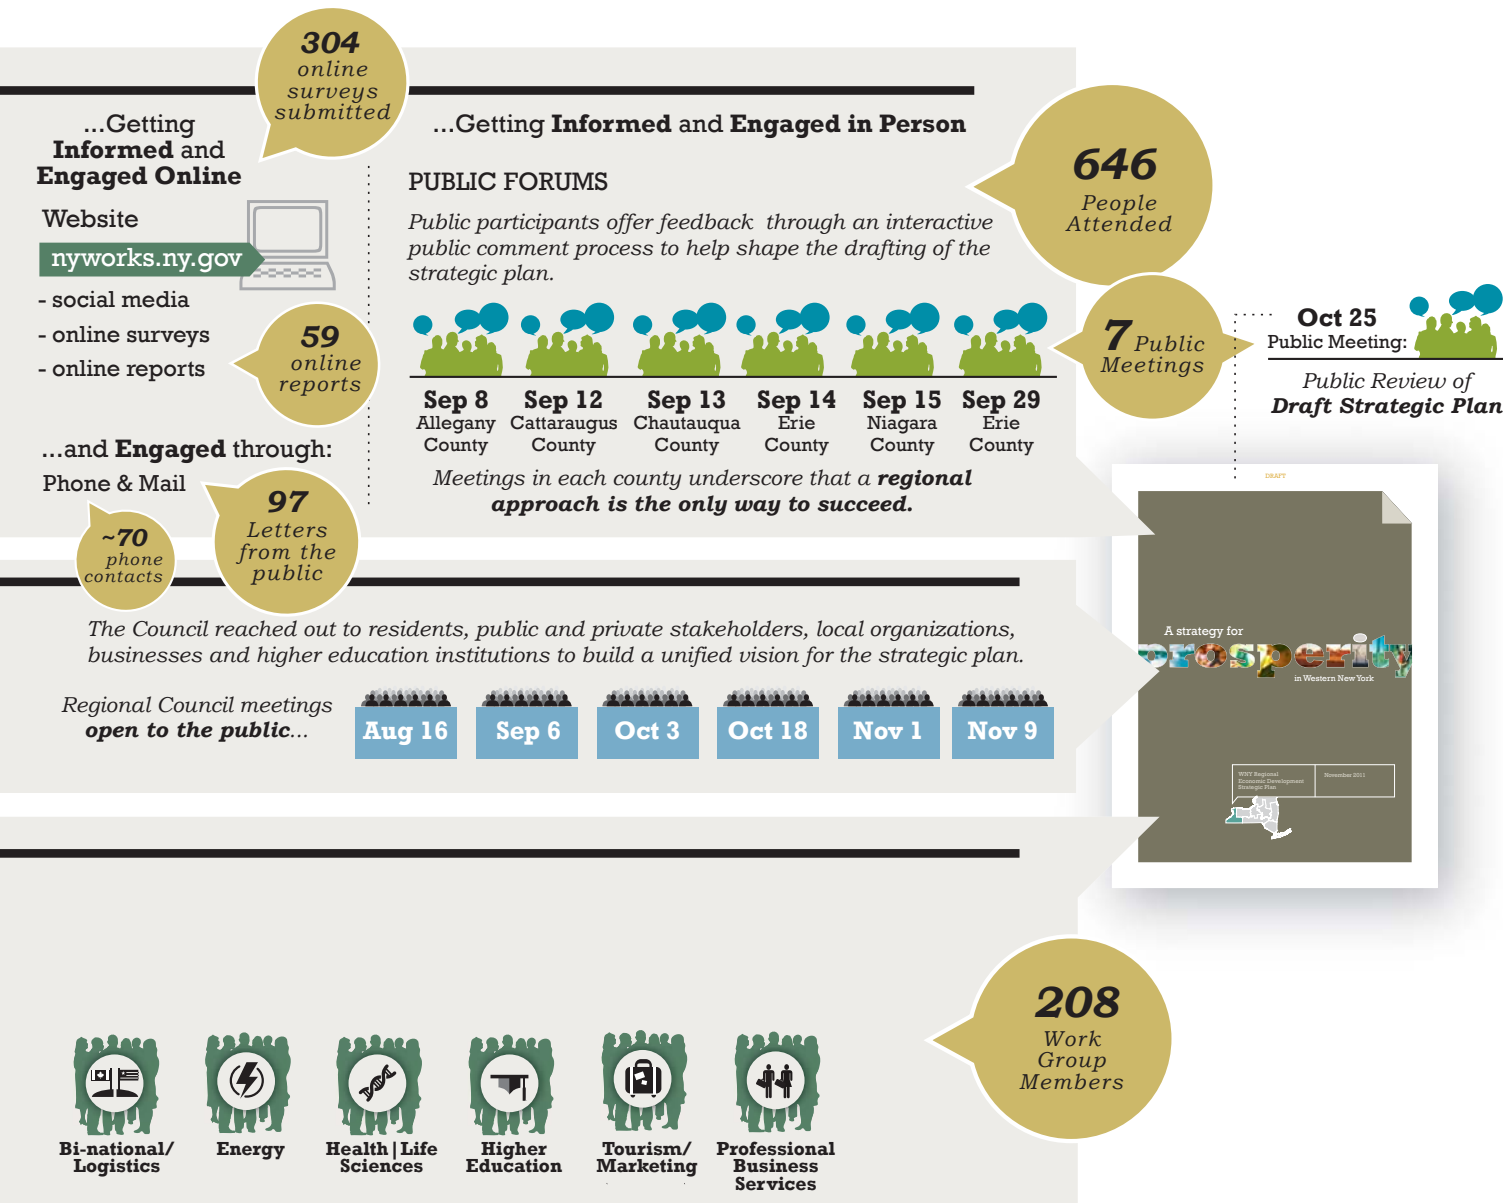 304
online
surveys
submitted
...Getting
Informed and
Engaged Online
Website
nyworks.ny.gov
- social media
- online surveys
- online reports
59
online
reports
...and Engaged through:
Phone & Mail
~70
phone
contacts
97
Letters
from the
public
...Getting Informed and Engaged in Person
PUBLIC FORUMS
Public participants offer feedback through an interactive
public comment process to help shape the drafting of the
strategic plan.
646
People
Attended
Sep 8
Allegany
County
Sep 12
Cattaraugus
County
Sep 13
Chautauqua
County
Sep 14
Erie
County
Sep 15
Niagara
County
Sep 29
Erie
County
7 Public
Meetings
Oct 25
Public Meeting:
Public Review of
Draft Strategic Plan
Meetings in each county underscore that a regional
approach is the only way to succeed.
DRAFT
A strategy for
prosperity
in Western New York
WNY Regional
Economic Development
Strategic Plan
November 2011
The Council reached out to residents, public and private stakeholders, local organizations,
businesses and higher education institutions to build a unified vision for the strategic plan.
Regional Council meetings
open to the public...
Aug 16
Sep 6
Oct 3
Oct 18
Nov 1
Nov 9
208
Work
Group
Members
Bi-national/
Logistics
Energy
Health|Life
Sciences
Higher
Education
Tourism/
Marketing
Professional
Business
Services